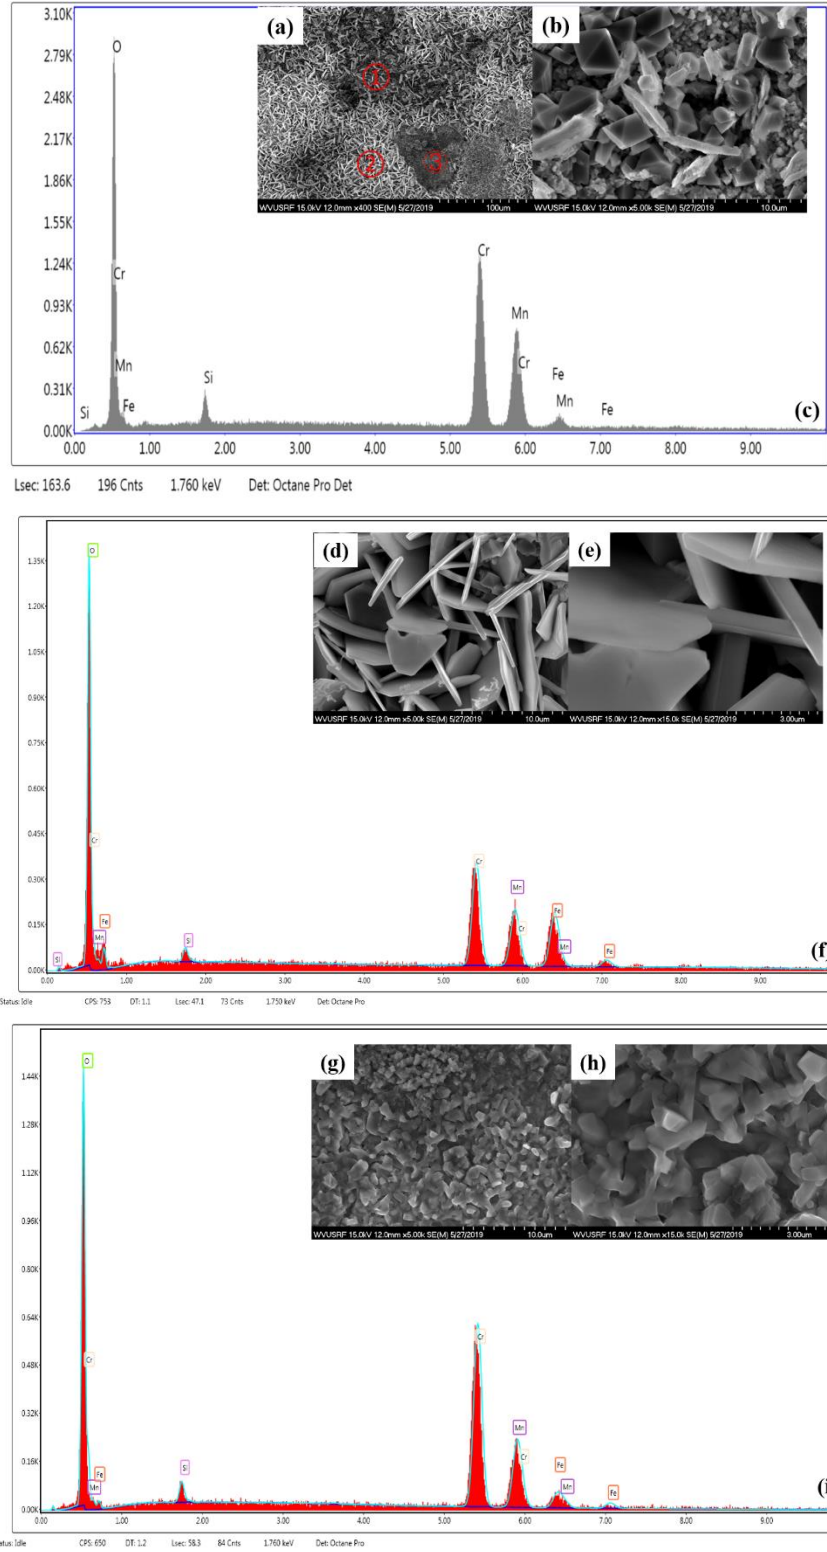 3.10K
(a)
(b)
O
2.79K
2.48K
①
2.17K
②
③
1.86K
WVUSRF 15.0kV 12.0mm x400 SE(M) 5/27/2019 100um
WVUSRF 15.0kV 12.0mm x5.00k SE(M) 5/27/2019 10.0um
1.55K
1.24K
Cr
Cr
0.93K
Mn
0.62K
Mn
Cr
Si
Fe
0.31K
Si
Fe
Mn
Fe
(c)
0.00K
0.00 1.00 2.00 3.00 4.00 5.00 6.00 7.00 8.00 9.00
Lsec: 163.6 196 Cnts 1.760 keV Det: Octane Pro Det
O
(d)
(e)
1.35K
1.20K
1.05K
WVUSRF 15.0kV 12.0mm x5.00k SE(M) 5/27/2019 10.0um
WVUSRF 15.0kV 12.0mm x15.0k SE(M) 5/27/2019 3.00um
0.90K
0.75K
0.60K
0.45K
Cr
0.30K
Cr
Mn
Fe
0.15K
Fe
Mn
Cr
Si
Si
Mn
Fe
(f)
0.00K
0.00 1.00 2.00 3.00 4.00 5.00 6.00 7.00 8.00 9.00
Status: Idle CPS: 753 DT: 1.1 Lsec: 47.1 73 Cnts 1.750 keV Det: Octane Pro
O
(g)
(h)
1.44K
1.28K
1.12K
WVUSRF 15.0kV 12.0mm x5.00k SE(M) 5/27/2019 10.0um
WVUSRF 15.0kV 12.0mm x15.0k SE(M) 5/27/2019 3.00um
0.96K
0.80K
0.64K
Cr
0.48K
Cr
0.32K
Mn
Cr
0.16K
Fe
Si
Fe
Mn
Mn
Fe
(i
0.00K
0.00 1.00 2.00 3.00 4.00 5.00 6.00 7.00 8.00 9.00
atus: Idle CPS: 650 DT: 1.2 Lsec: 58.3 84 Cnts 1.760 keV Det: Octane Pro